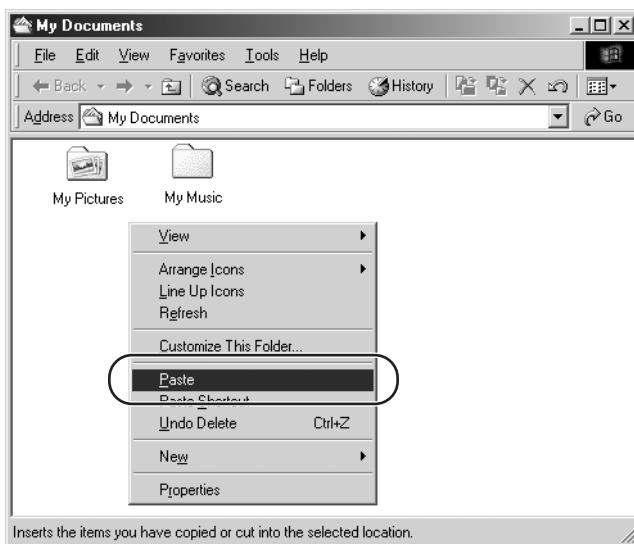 My Documents
File Edit View Favorites Tools Help
Back Search Folders History
Address My Documents Go
My Pictures My Music
View
Arrange Icons
Line Up Icons
Refresh
Customize This Folder...
Paste
Paste Shortcut
Undo Delete Ctrl+Z
New
Properties
Inserts the items you have copied or cut into the selected location.